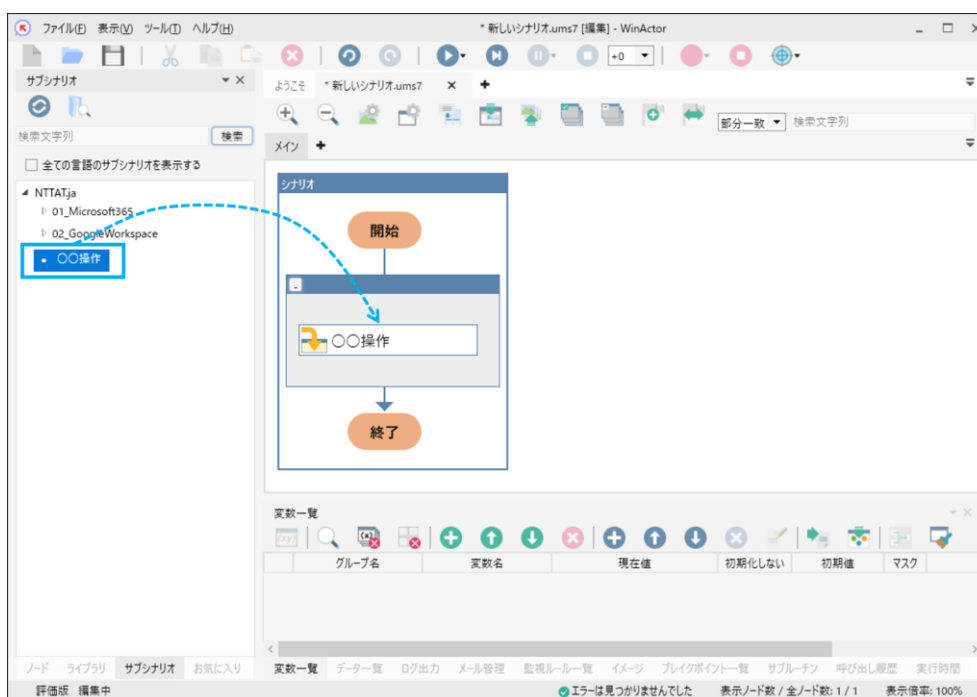 ファイル(F) 表示(V) ツール(T) ヘルプ(H)
* 新しいシナリオ.ums7 [編集] - WinActor
+0
サブシナリオ
ようこそ * 新しいシナリオ.ums7
検索文字列 検索
部分一致 検索文字列
メイン
全ての言語のサブシナリオを表示する
NTTAT.ja
01_Microsoft365
02_GoogleWorkspace
〇〇操作
シナリオ
開始
〇〇操作
終了
変数一覧
グループ名 変数名 現在値 初期化しない 初期値 マスク
ノード ライブラリ サブシナリオ お気に入り
変数一覧 データ一覧 ログ出力 メール管理 監視ルール一覧 イメージ ブレイクポイント一覧 サブルーチン 呼び出し履歴 実行時間
評価版 編集中
エラーは見つかりませんでした 表示ノード数 / 全ノード数: 1 / 1 表示倍率: 100%